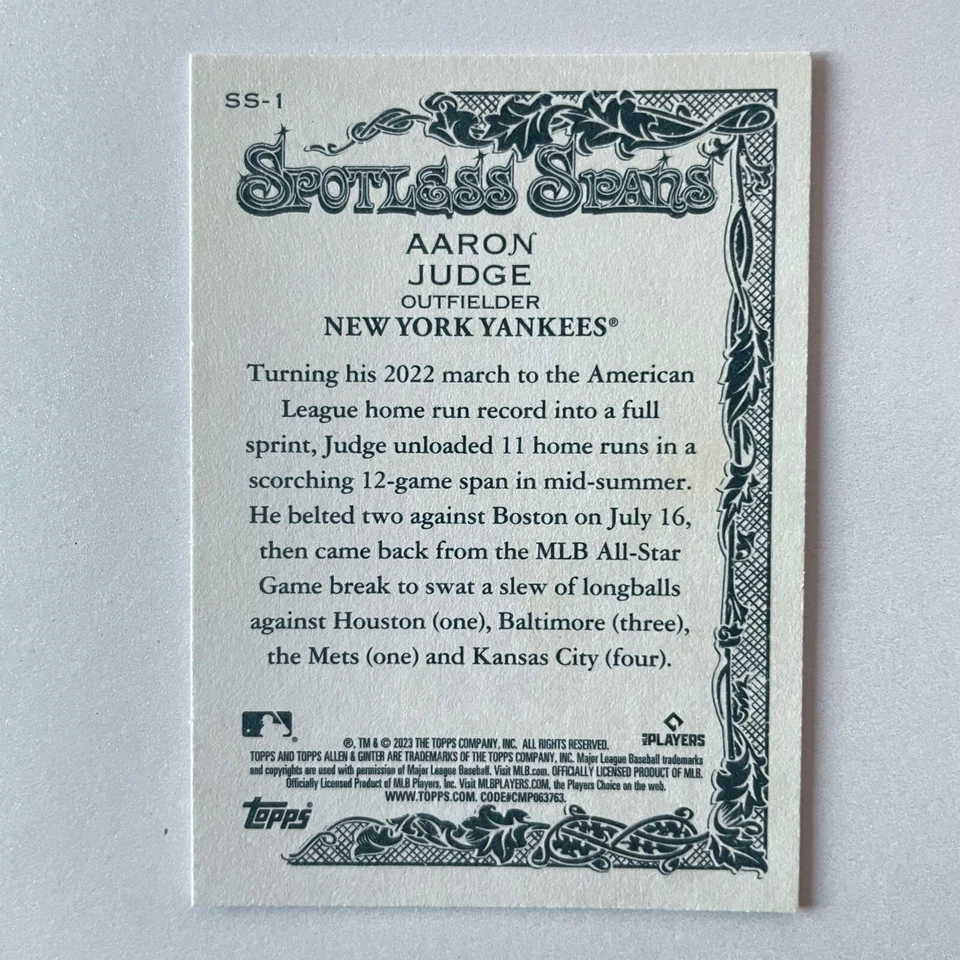 SS-1
SPOTLESS SPANS
AARON
JUDGE
OUTFIELDER
NEW YORK YANKEES®
Turning his 2022 march to the American
League home run record into a full
sprint, Judge unloaded 11 home runs in a
scorching 12-game span in mid-summer.
He belted two against Boston on July 16,
then came back from the MLB All-Star
Game break to swat a slew of longballs
against Houston (one), Baltimore (three),
the Mets (one) and Kansas City (four).
®
MLB PLAYERS
®, TM & © 2023 THE TOPPS COMPANY, INC. ALL RIGHTS RESERVED.
TOPPS AND TOPPS ALLEN & GINTER ARE TRADEMARKS OF THE TOPPS COMPANY, INC. Major League Baseball trademarks
and copyrights are used with permission of Major League Baseball. Visit MLB.com. OFFICIALLY LICENSED PRODUCT OF MLB.
Officially Licensed Product of MLB Players, Inc. Visit MLBPLAYERS.COM, the Players Choice on the web.
WWW.TOPPS.COM. CODE#CMP063763.
topps